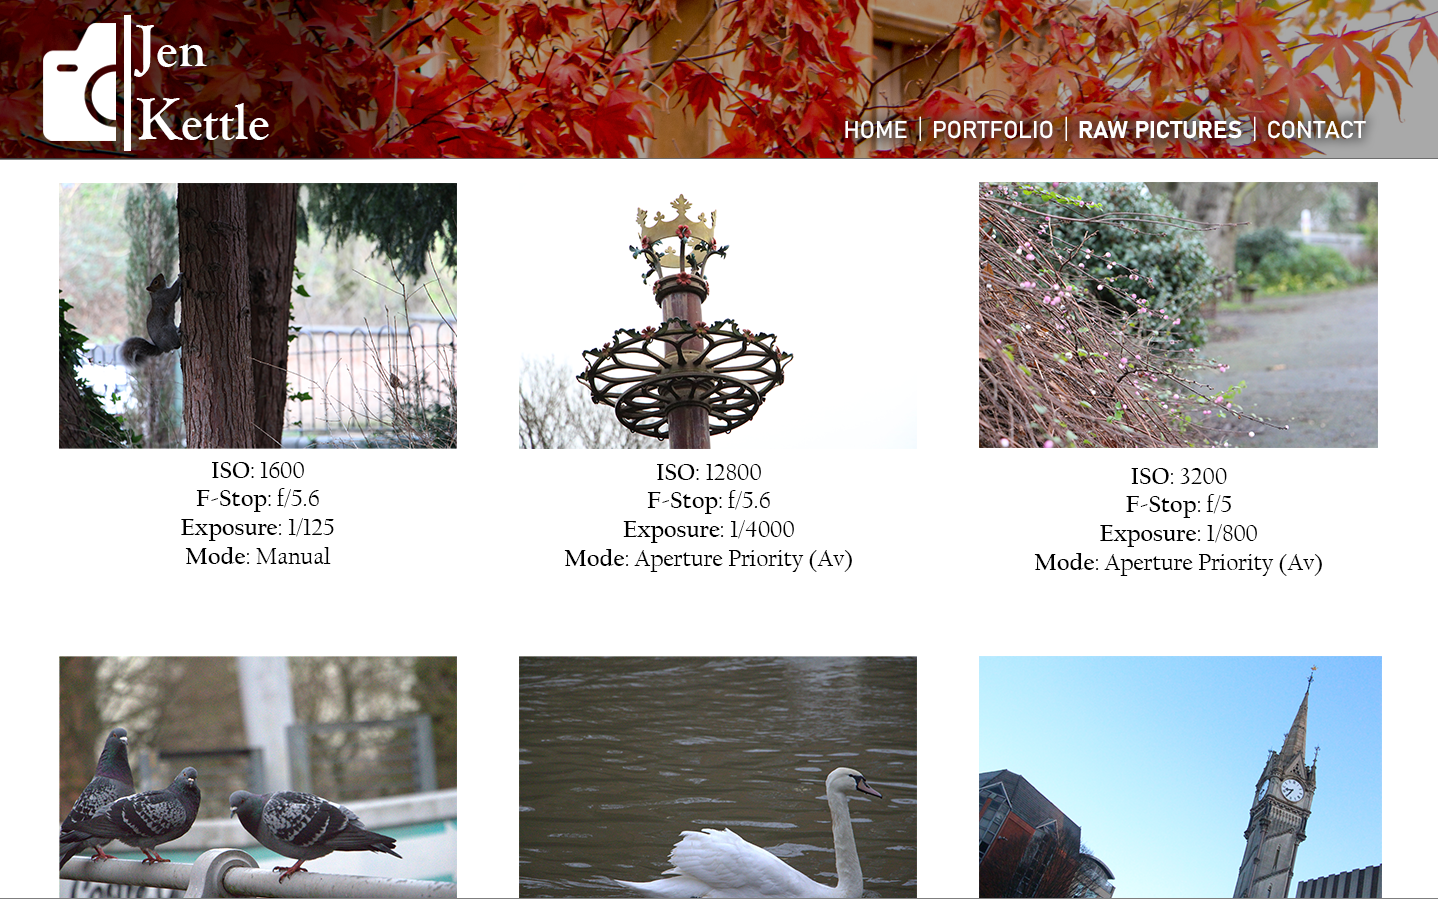 Jen
Kettle
HOME | PORTFOLIO | RAW PICTURES | CONTACT
ISO: 1600
F-Stop: f/5.6
Exposure: 1/125
Mode: Manual
ISO: 12800
F-Stop: f/5.6
Exposure: 1/4000
Mode: Aperture Priority (Av)
ISO: 3200
F-Stop: f/5
Exposure: 1/800
Mode: Aperture Priority (Av)